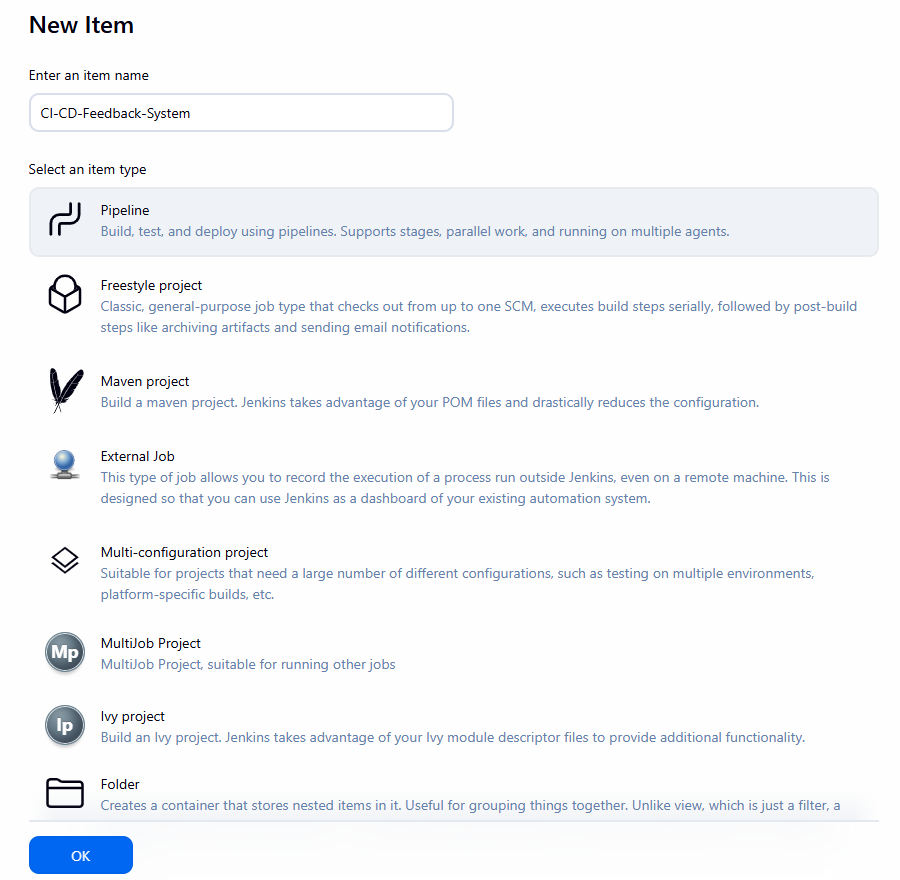 New Item
Enter an item name
CI-CD-Feedback-System
Select an item type
Pipeline
Build, test, and deploy using pipelines. Supports stages, parallel work, and running on multiple agents.
Freestyle project
Classic, general-purpose job type that checks out from up to one SCM, executes build steps serially, followed by post-build
steps like archiving artifacts and sending email notifications.
Maven project
Build a maven project. Jenkins takes advantage of your POM files and drastically reduces the configuration.
External Job
This type of job allows you to record the execution of a process run outside Jenkins, even on a remote machine. This is
designed so that you can use Jenkins as a dashboard of your existing automation system.
Multi-configuration project
Suitable for projects that need a large number of different configurations, such as testing on multiple environments,
platform-specific builds, etc.
Mp
MultiJob Project
MultiJob Project, suitable for running other jobs
Ip
Ivy project
Build an Ivy project. Jenkins takes advantage of your Ivy module descriptor files to provide additional functionality.
Folder
Creates a container that stores nested items in it. Useful for grouping things together. Unlike view, which is just a filter, a
OK